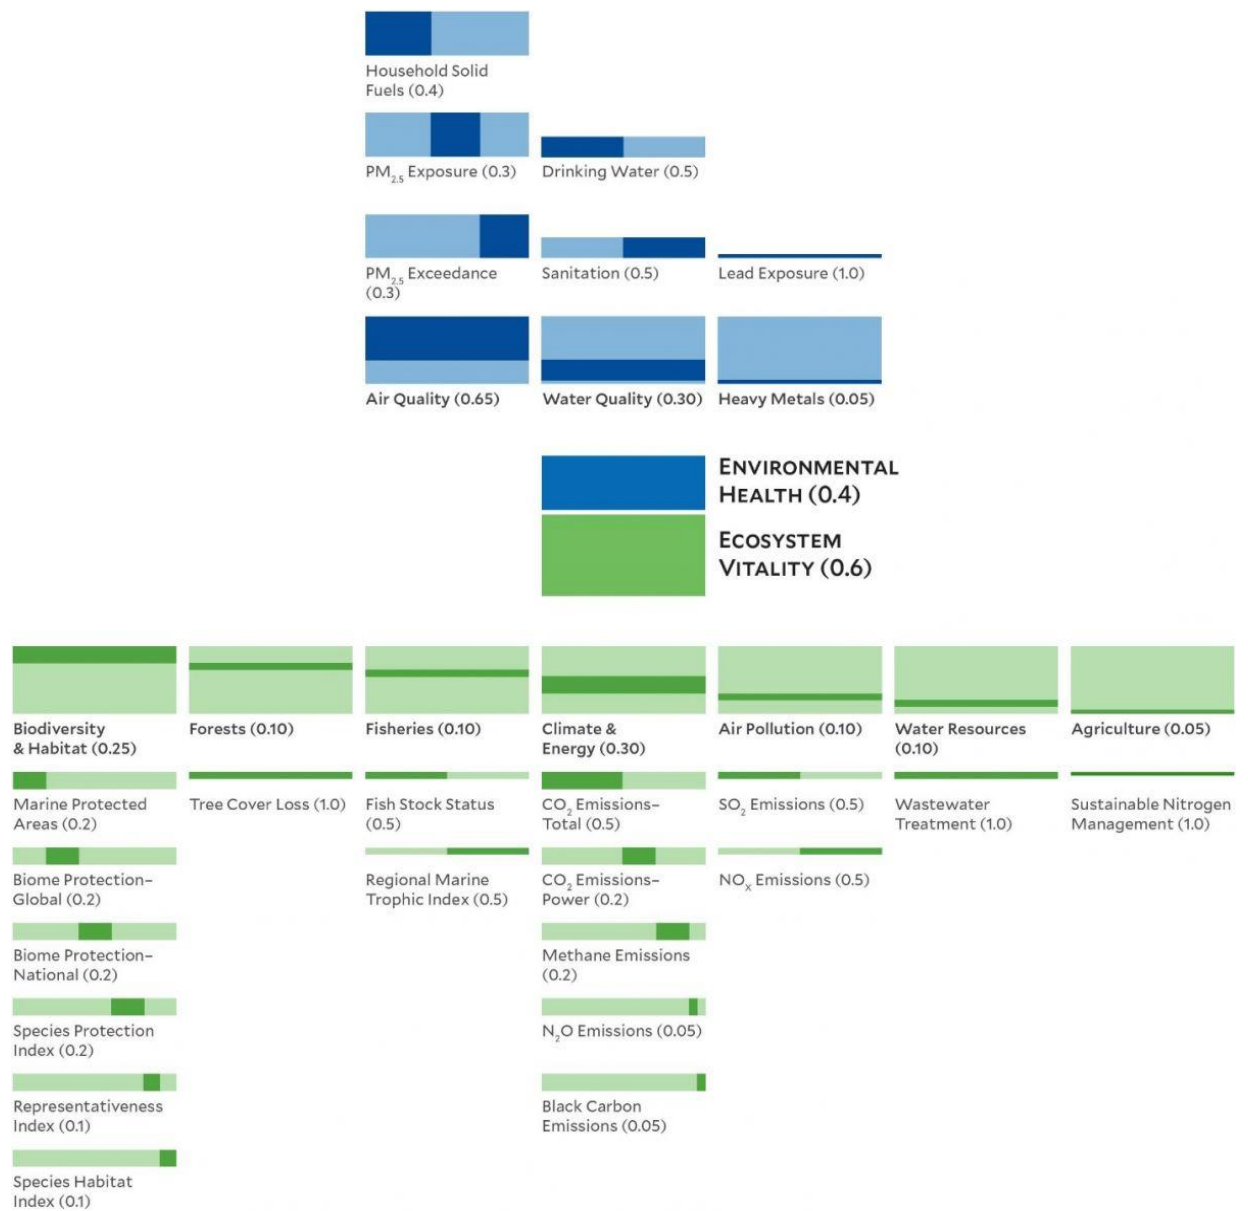 Household Solid
Fuels (0.4)
PM2.5 Exposure (0.3)
Drinking Water (0.5)
PM2.5 Exceedance
(0.3)
Sanitation (0.5)
Lead Exposure (1.0)
Air Quality (0.65)
Water Quality (0.30)
Heavy Metals (0.05)
ENVIRONMENTAL
HEALTH (0.4)
ECOSYSTEM
VITALITY (0.6)
Biodiversity
& Habitat (0.25)
Forests (0.10)
Fisheries (0.10)
Climate &
Energy (0.30)
Air Pollution (0.10)
Water Resources
(0.10)
Agriculture (0.05)
Marine Protected
Areas (0.2)
Tree Cover Loss (1.0)
Fish Stock Status
(0.5)
CO2 Emissions–
Total (0.5)
SO2 Emissions (0.5)
Wastewater
Treatment (1.0)
Sustainable Nitrogen
Management (1.0)
Biome Protection–
Global (0.2)
Regional Marine
Trophic Index (0.5)
CO2 Emissions–
Power (0.2)
NOX Emissions (0.5)
Biome Protection–
National (0.2)
Methane Emissions
(0.2)
Species Protection
Index (0.2)
N2O Emissions (0.05)
Representativeness
Index (0.1)
Black Carbon
Emissions (0.05)
Species Habitat
Index (0.1)